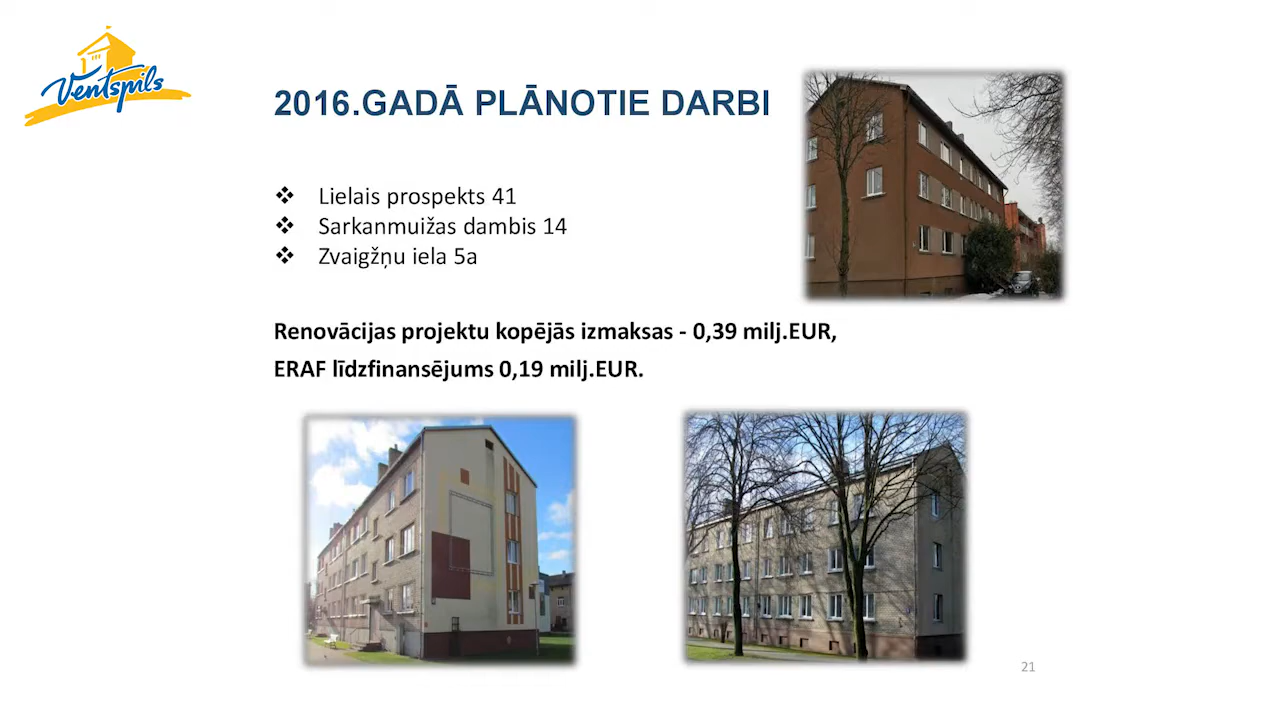 Ventspils
2016.GADĀ PLĀNOTIE DARBI
❖ Lielais prospekts 41
❖ Sarkanmuižas dambis 14
❖ Zvaigžņu iela 5a
Renovācijas projektu kopējās izmaksas - 0,39 milj.EUR,
ERAF līdzfinansējums 0,19 milj.EUR.
21